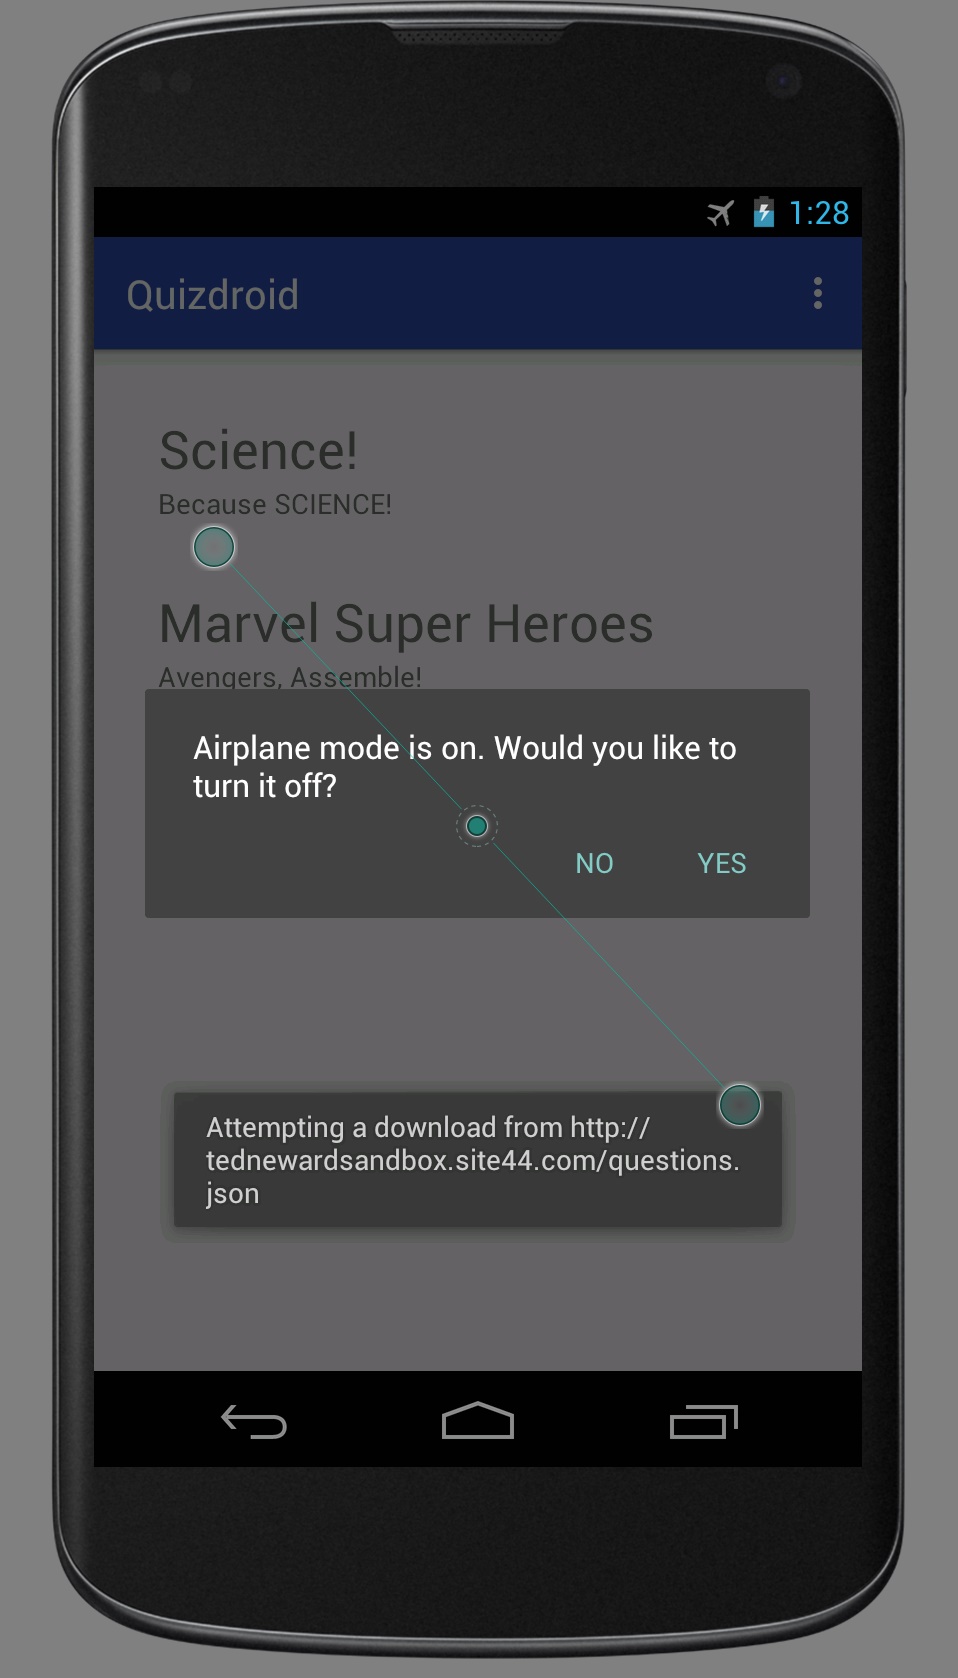 1:28
Quizdroid
Science!
Because SCIENCE!
Marvel Super Heroes
Avengers, Assemble!
Airplane mode is on. Would you like to
turn it off?
NO YES
Attempting a download from http://
tednewardsandbox.site44.com/questions.
json